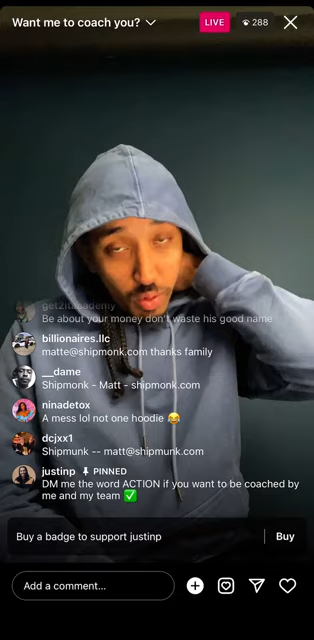 Want me to coach you?
LIVE
288
get2itacademy
Be about your money don't waste his good name
billionaires.llc
matte@shipmonk.com thanks family
__dame
Shipmonk - Matt - shipmonk.com
ninadetox
A mess lol not one hoodie 😂
dcjxx1
Shipmunk -- matt@shipmonk.com
justinp PINNED
DM me the word ACTION if you want to be coached by
me and my team ✅
Buy a badge to support justinp
Buy
Add a comment...